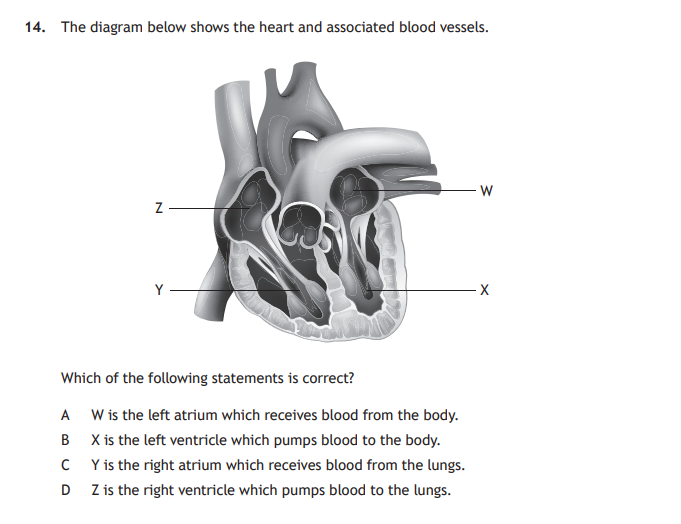 14. The diagram below shows the heart and associated blood vessels.
W
Z
Y
X
Which of the following statements is correct?
A W is the left atrium which receives blood from the body.
B X is the left ventricle which pumps blood to the body.
C Y is the right atrium which receives blood from the lungs.
D Z is the right ventricle which pumps blood to the lungs.